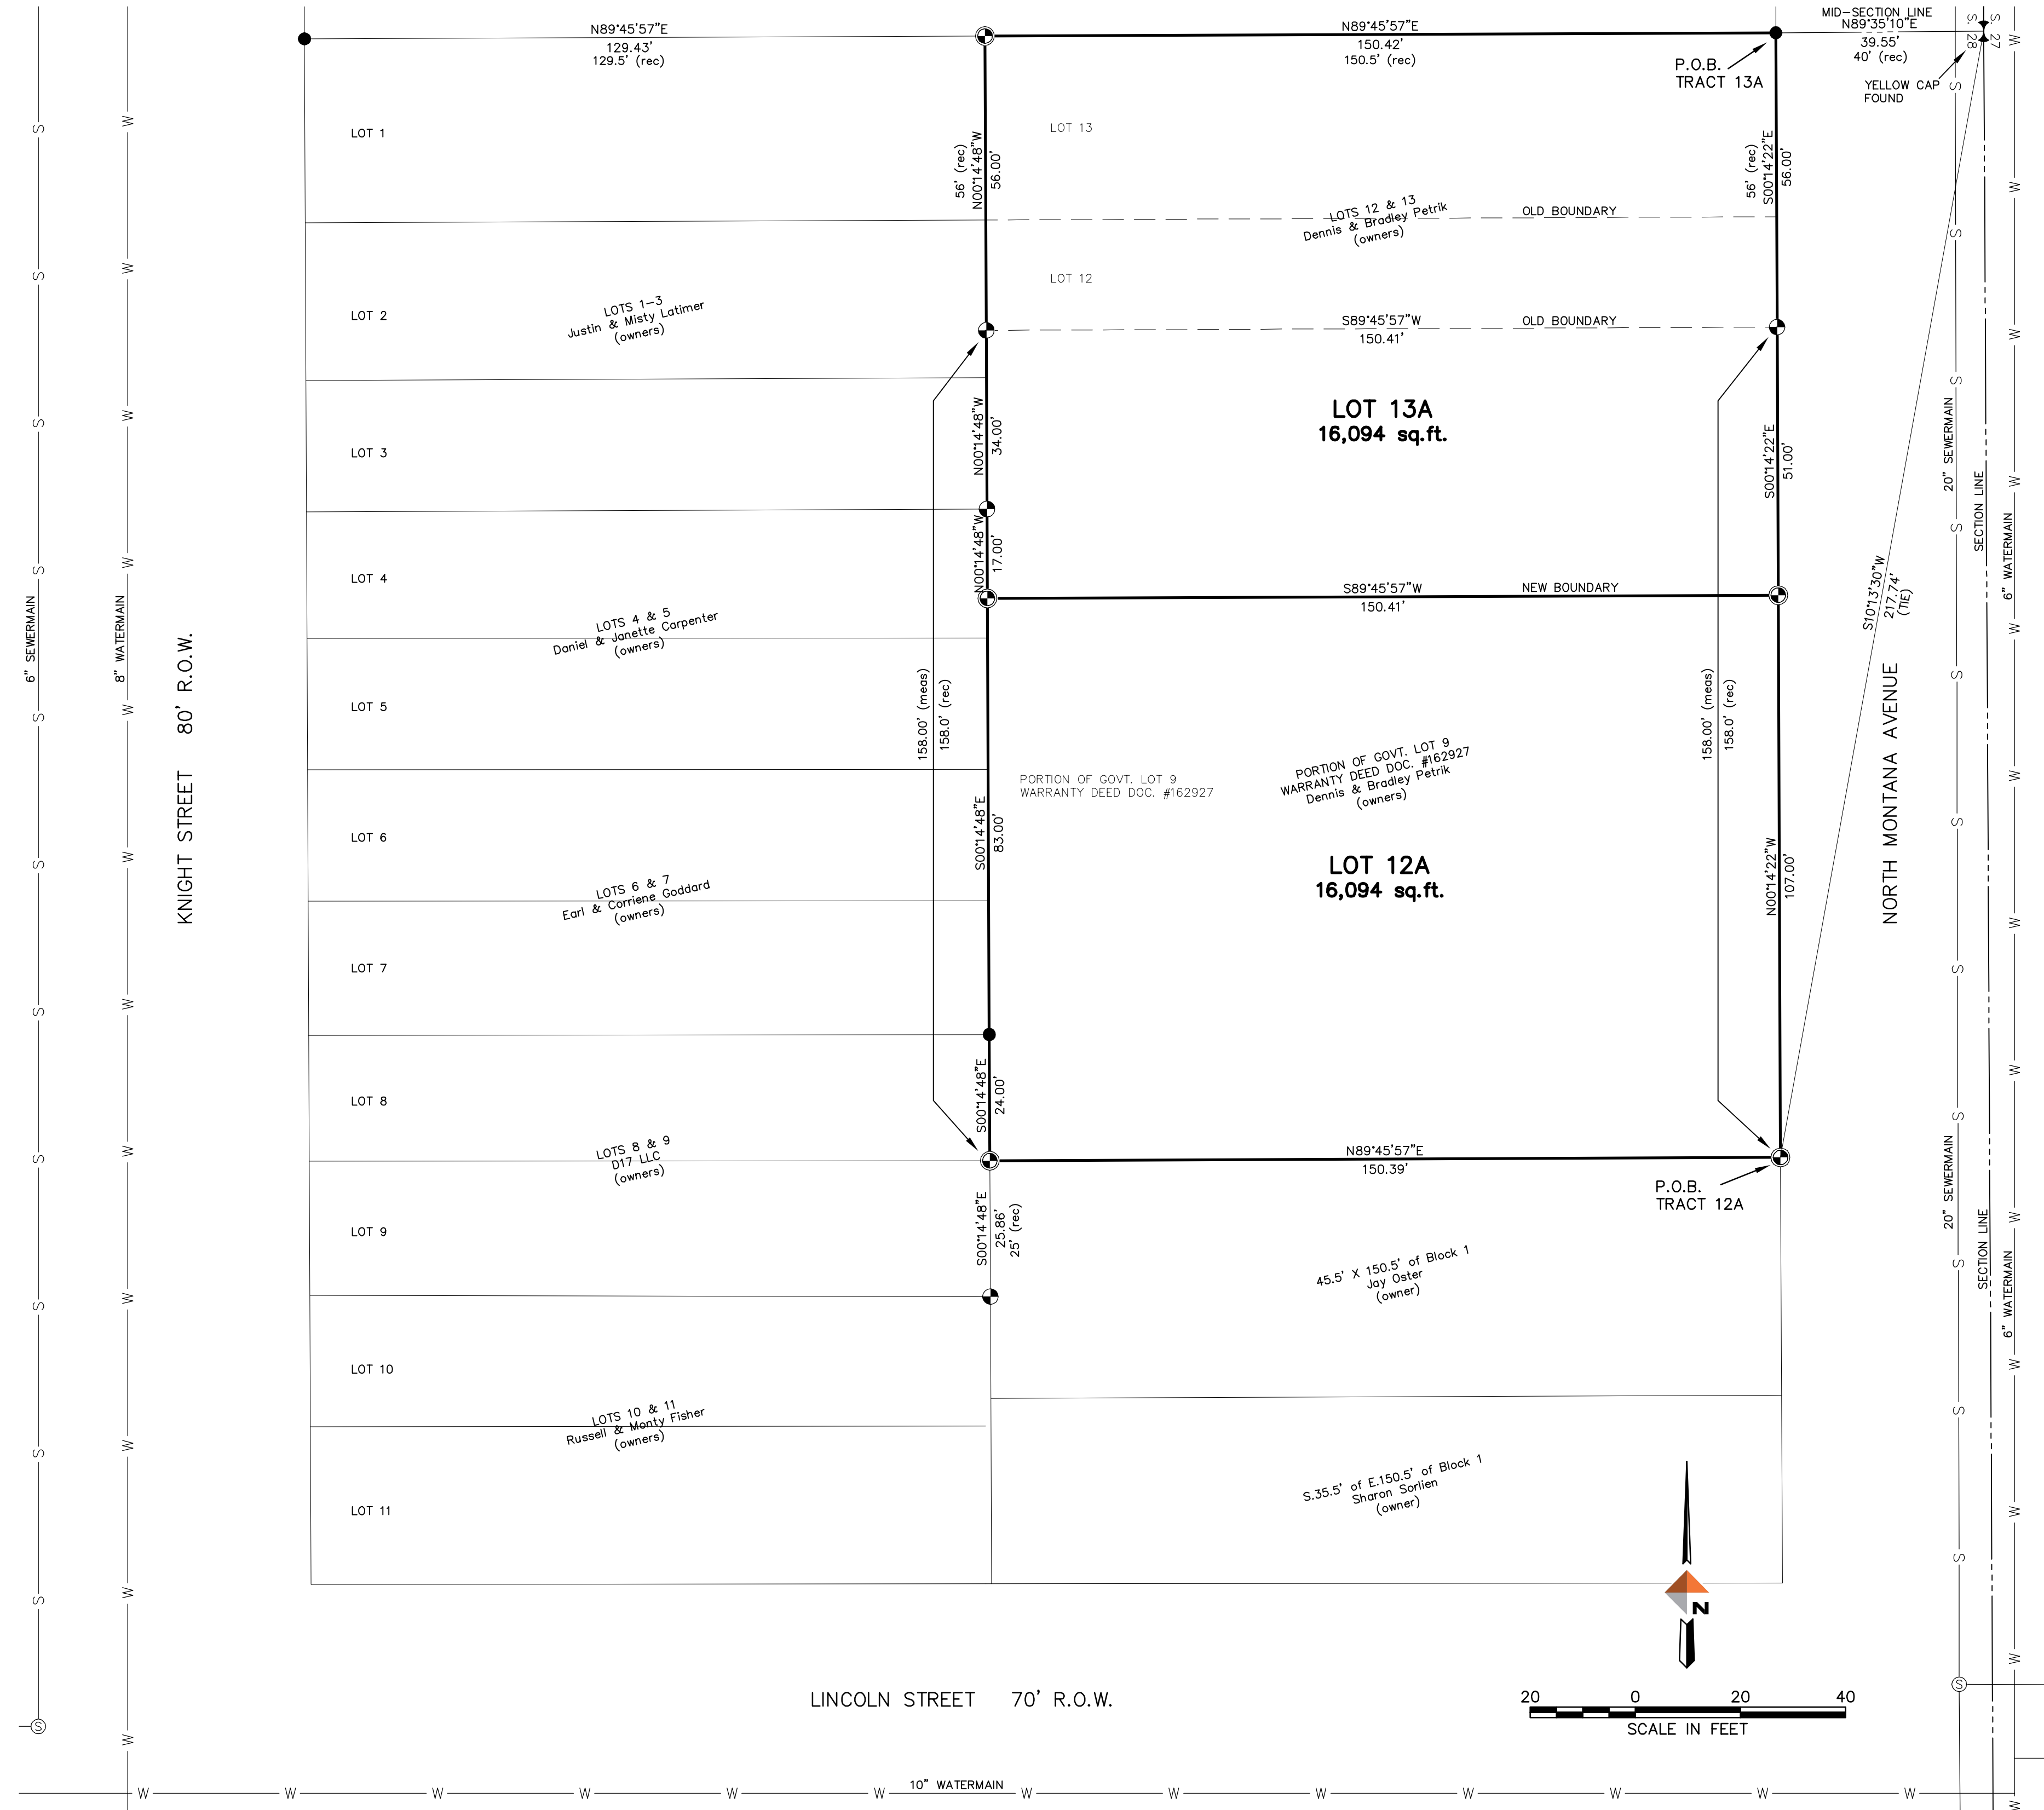 N89°45'57"E
129.43'
129.5' (rec)
N89°45'57"E
150.42'
150.5' (rec)
MID-SECTION LINE
N89°35'10"E
39.55'
40' (rec)
S. 28
S. 27
P.O.B.
TRACT 13A
YELLOW CAP
FOUND
LOT 1
LOT 13
56' (rec)
N00°14'48"W
56.00'
56' (rec)
S00°14'22"E
56.00'
LOTS 12 & 13
Dennis & Bradley Petrik
(owners)
OLD BOUNDARY
LOT 12
LOT 2
LOTS 1-3
Justin & Misty Latimer
(owners)
S89°45'57"W
150.41'
OLD BOUNDARY
LOT 13A
16,094 sq.ft.
N00°14'48"W
34.00'
S00°14'22"E
51.00'
LOT 3
20" SEWERMAIN
SECTION LINE
6" WATERMAIN
N00°14'48"W
17.00'
LOT 4
S89°45'57"W
150.41'
NEW BOUNDARY
S10°13'30"W
217.74'
(TIE)
6" SEWERMAIN
8" WATERMAIN
KNIGHT STREET 80' R.O.W.
LOTS 4 & 5
Daniel & Janette Carpenter
(owners)
LOT 5
158.00' (meas)
158.0' (rec)
158.00' (meas)
158.0' (rec)
NORTH MONTANA AVENUE
PORTION OF GOVT. LOT 9
WARRANTY DEED DOC. #162927
PORTION OF GOVT. LOT 9
WARRANTY DEED DOC. #162927
Dennis & Bradley Petrik
(owners)
S00°14'48"E
83.00'
LOT 6
LOT 12A
16,094 sq.ft.
N00°14'22"W
107.00'
LOTS 6 & 7
Earl & Corriene Goddard
(owners)
LOT 7
S00°14'48"E
24.00'
LOT 8
LOTS 8 & 9
D17 LLC
(owners)
N89°45'57"E
150.39'
P.O.B.
TRACT 12A
S00°14'48"E
25.86'
25' (rec)
LOT 9
20" SEWERMAIN
SECTION LINE
6" WATERMAIN
45.5' X 150.5' of Block 1
Jay Oster
(owner)
LOT 10
LOTS 10 & 11
Russell & Monty Fisher
(owners)
S.35.5' of E.150.5' of Block 1
Sharon Sorlien
(owner)
LOT 11
N
LINCOLN STREET 70' R.O.W.
20 0 20 40
SCALE IN FEET
10" WATERMAIN
W W W W W W W W W W W W W
W W W W W W W W W W W W
W W W W W W W W W W W W W
S S S S S S S S S S S S
S S S S S S S S S S S S